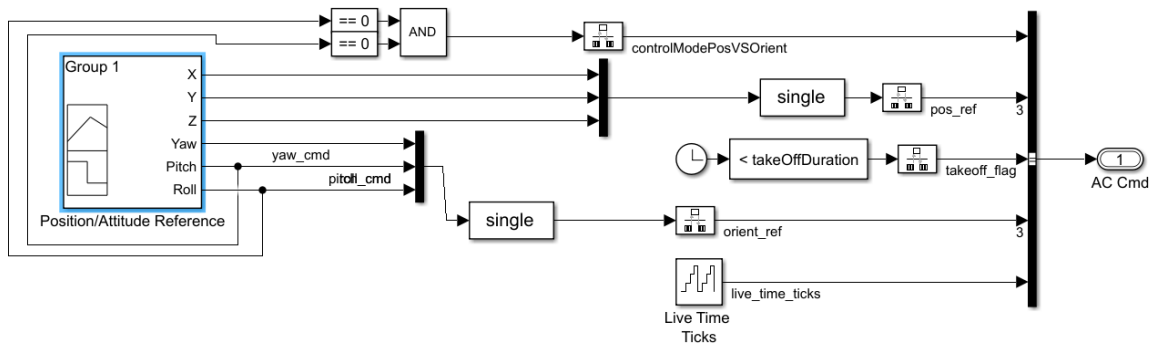 == 0
== 0
AND
controlModePosVSOrient
Group 1
X
Y
Z
Yaw
Pitch
Roll
yaw_cmd
roll_cmd
Position/Attitude Reference
single
pos_ref
3
< takeOffDuration
takeoff_flag
1
AC Cmd
single
orient_ref
3
live_time_ticks
Live Time
Ticks